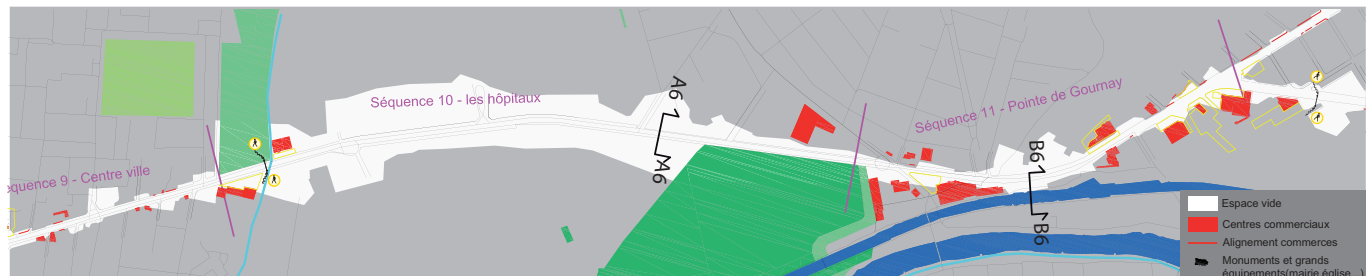 équence 9 - Centre ville
Séquence 10 - les hôpitaux
A6
A6
Séquence 11 - Pointe de Gournay
B6
B6
Espace vide
Centres commerciaux
Alignement commerces
Monuments et grands
équipements(mairie église...)